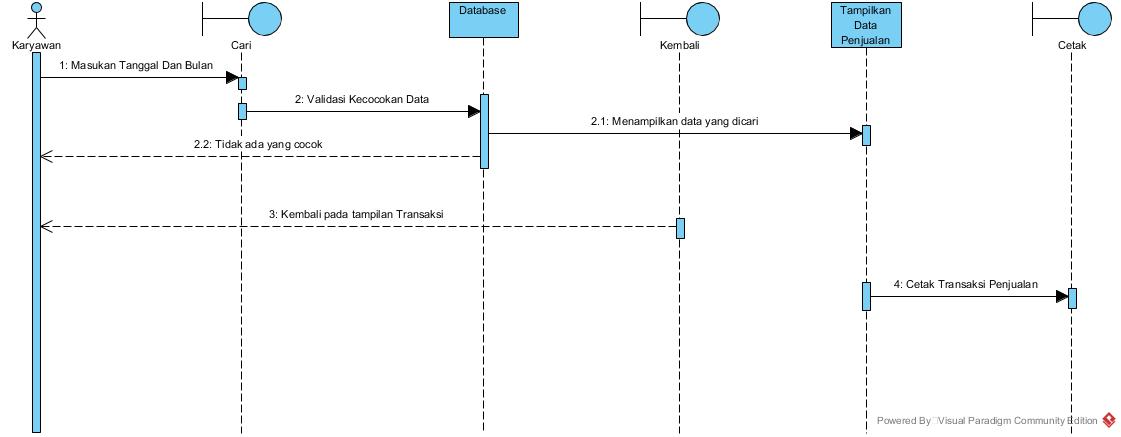 Karyawan
Cari
Database
Kembali
Tampilkan
Data
Penjualan
Cetak
1: Masukan Tanggal Dan Bulan
2: Validasi Kecocokan Data
2.1: Menampilkan data yang dicari
2.2: Tidak ada yang cocok
3: Kembali pada tampilan Transaksi
4: Cetak Transaksi Penjualan
Powered By Visual Paradigm Community Edition